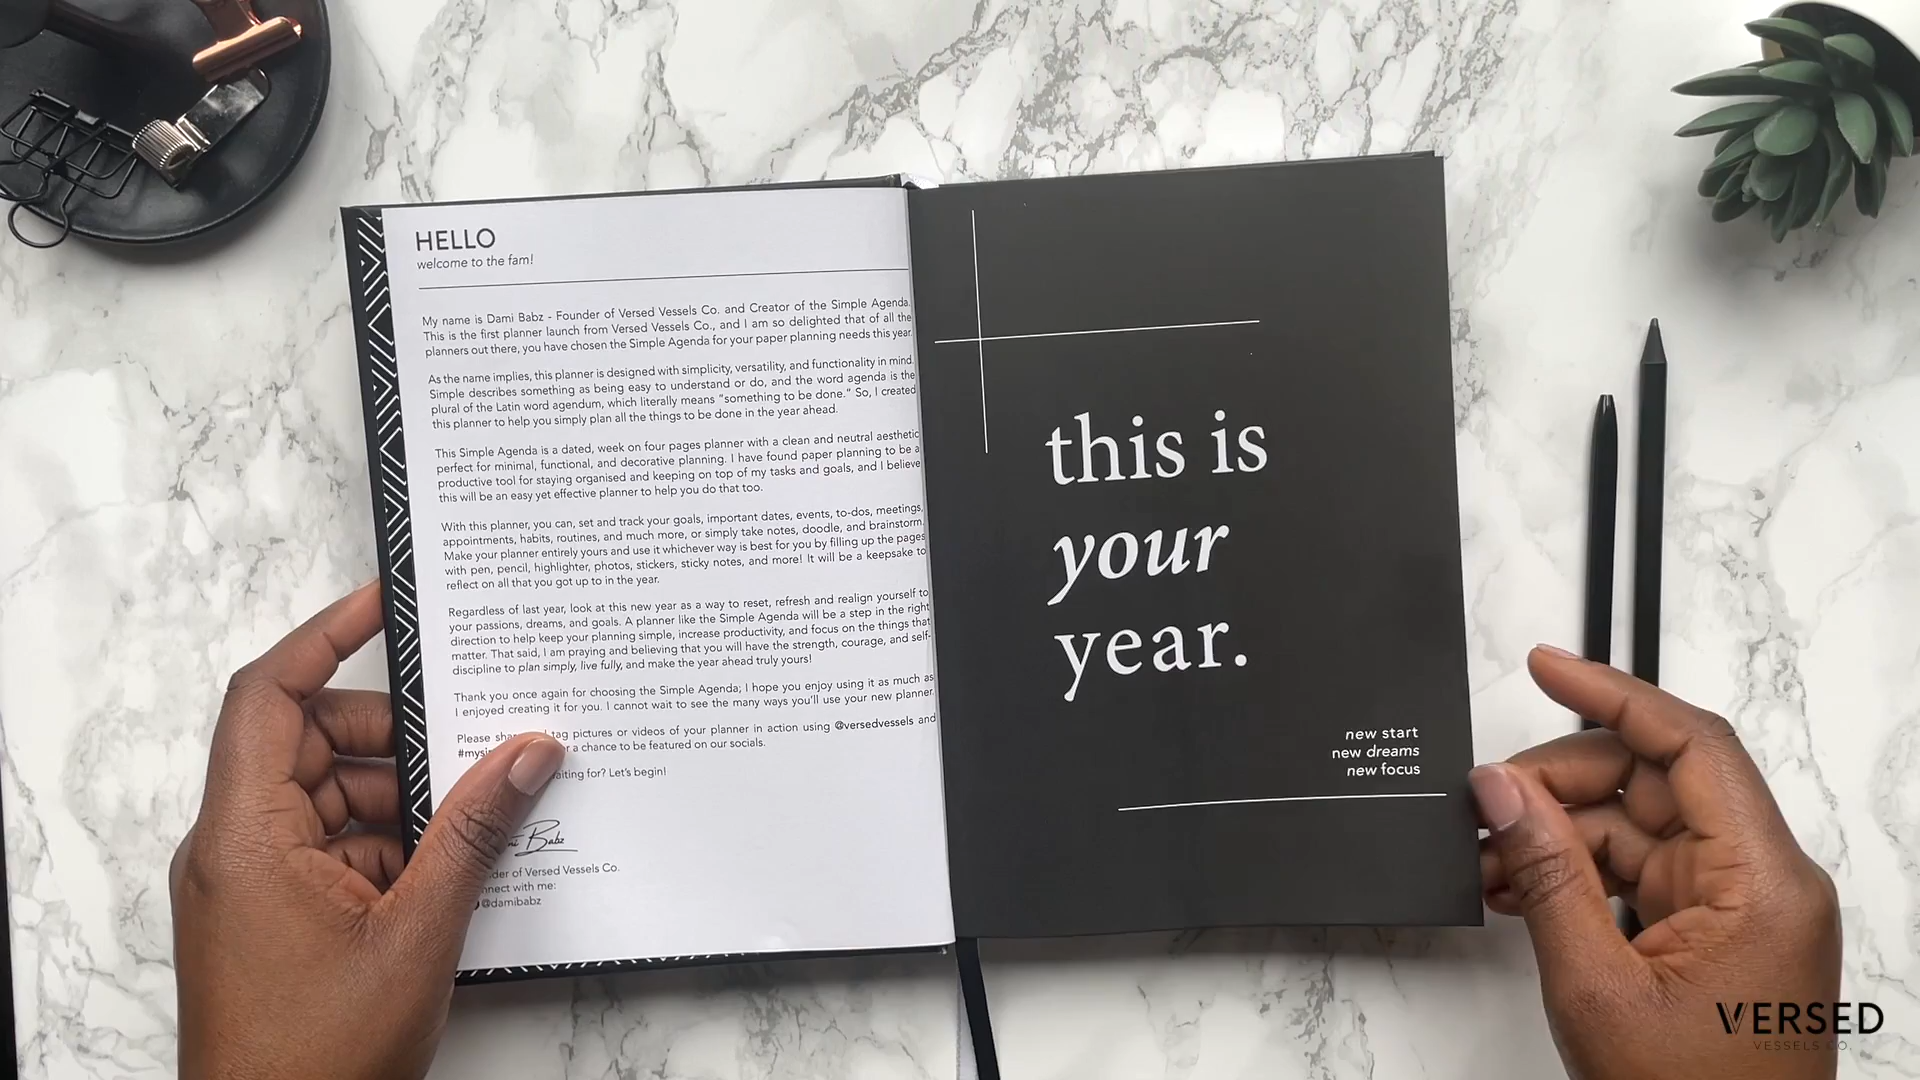 HELLO
welcome to the fam!
My name is Dami Babz - Founder of Versed Vessels Co. and Creator of the Simple Agenda.
This is the first planner launch from Versed Vessels Co., and I am so delighted that of all the
planners out there, you have chosen the Simple Agenda for your paper planning needs this year.
As the name implies, this planner is designed with simplicity, versatility, and functionality in mind.
Simple describes something as being easy to understand or do, and the word agenda is the
plural of the Latin word agendum, which literally means “something to be done.” So, I created
this planner to help you simply plan all the things to be done in the year ahead.
This Simple Agenda is a dated, week on four pages planner with a clean and neutral aesthetic
perfect for minimal, functional, and decorative planning. I have found paper planning to be a
productive tool for staying organised and keeping on top of my tasks and goals, and I believe
this will be an easy yet effective planner to help you do that too.
With this planner, you can, set and track your goals, important dates, events, to-dos, meetings,
appointments, habits, routines, and much more, or simply take notes, doodle, and brainstorm.
Make your planner entirely yours and use it whichever way is best for you by filling up the pages
with pen, pencil, highlighter, photos, stickers, sticky notes, and more! It will be a keepsake to
reflect on all that you got up to in the year.
Regardless of last year, look at this new year as a way to reset, refresh and realign yourself to
your passions, dreams, and goals. A planner like the Simple Agenda will be a step in the right
direction to help keep your planning simple, increase productivity, and focus on the things that
matter. That said, I am praying and believing that you will have the strength, courage, and self-
discipline to plan simply, live fully, and make the year ahead truly yours!
Thank you once again for choosing the Simple Agenda; I hope you enjoy using it as much as
I enjoyed creating it for you. I cannot wait to see the many ways you'll use your new planner.
Please tag pictures or videos of your planner in action using @versedvessels and
a chance to be featured on our socials.
for? Let's begin!
Babz
of Versed Vessels Co.
with me:
@damibabz
this is
your
year.
new start
new dreams
new focus
VERSED
VESSELS CO.